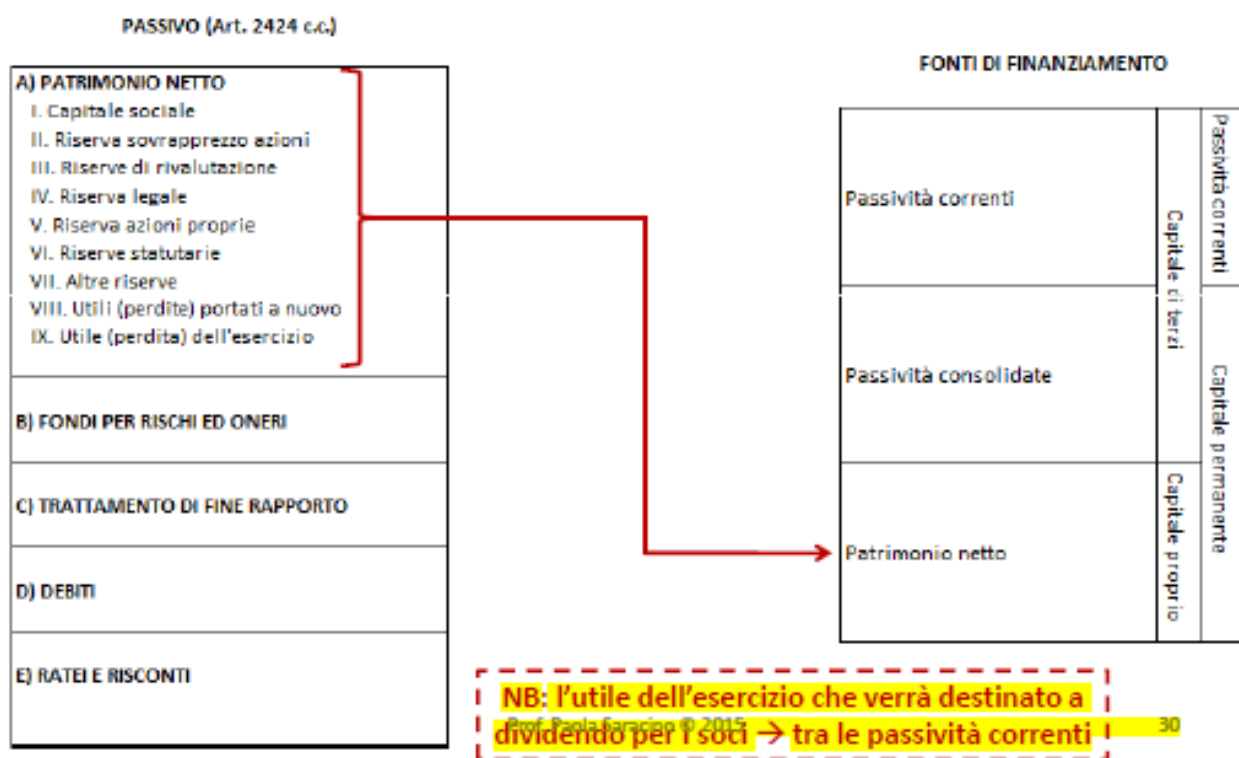 PASSIVO (Art. 2424 c.c.)
A) PATRIMONIO NETTO
I. Capitale sociale
II. Riserva sovrapprezzo azioni
III. Riserve di rivalutazione
IV. Riserva legale
V. Riserva azioni proprie
VI. Riserve statutarie
VII. Altre riserve
VIII. Utili (perdite) portati a nuovo
IX. Utile (perdita) dell'esercizio
B) FONDI PER RISCHI ED ONERI
C) TRATTAMENTO DI FINE RAPPORTO
D) DEBITI
E) RATEI E RISCONTI
FONTI DI FINANZIAMENTO
Passività correnti
Passività consolidate
Patrimonio netto
Capitale di terzi
Capitale proprio
Passività correnti
Capitale permanente
NB: l'utile dell'esercizio che verrà destinato a
dividendo per i soci → tra le passività correnti
Prof. Paola Saracino © 2015
30